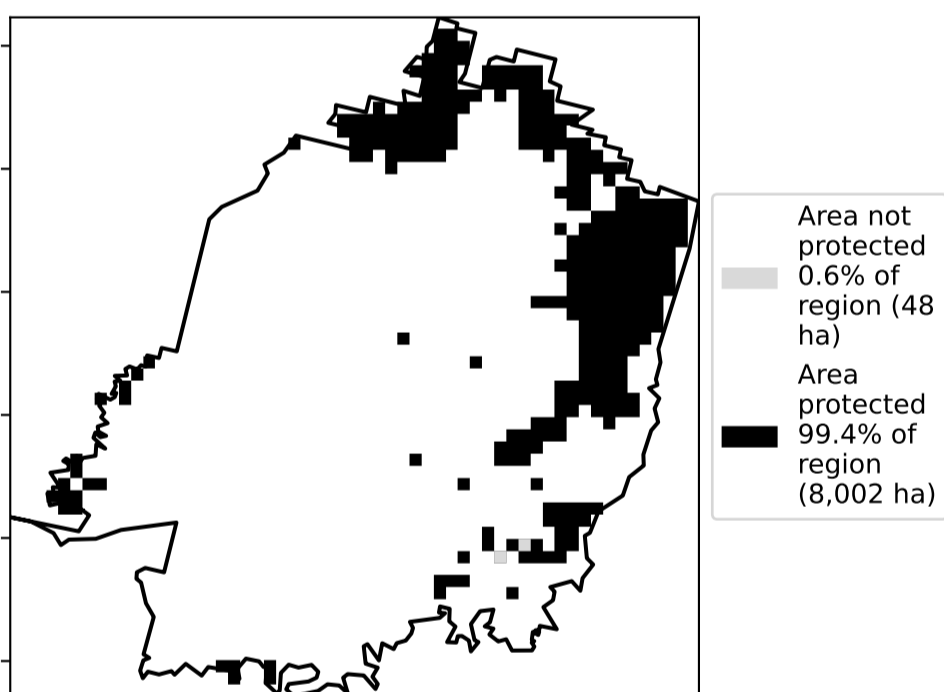 Area not
protected
0.6% of
region (48
ha)
Area
protected
99.4% of
region
(8,002 ha)